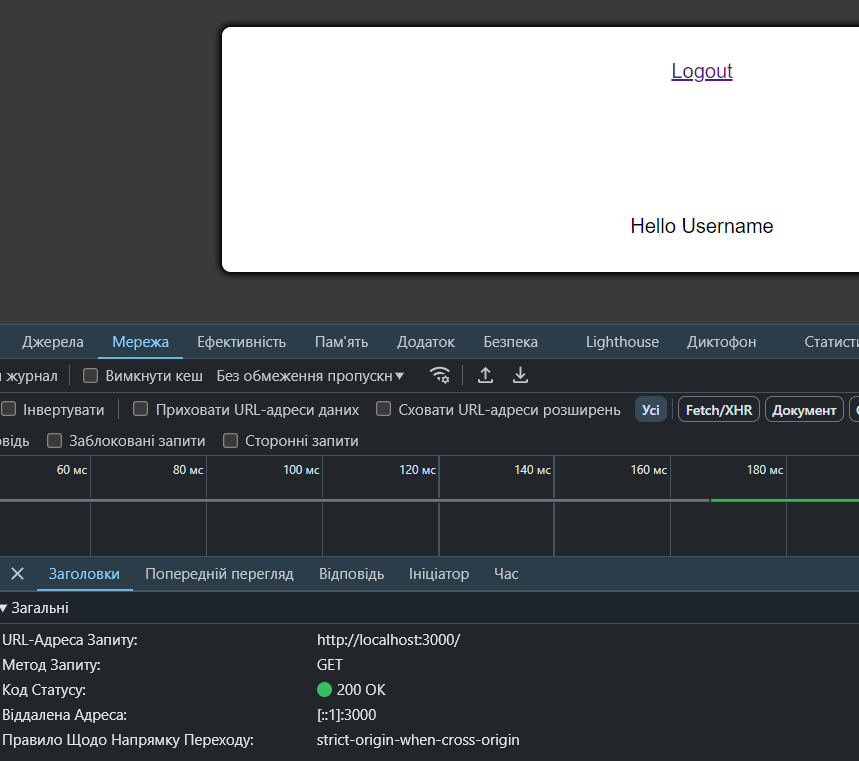 Logout
Hello Username
Джерела Мережа Ефективність Пам'ять Додаток Безпека Lighthouse Диктофон Статисти
журнал Вимкнути кеш Без обмеження пропускн
Інвертувати Приховати URL-адреси даних Сховати URL-адреси розширень Усі Fetch/XHR Документ
овідь Заблоковані запити Сторонні запити
60 мс 80 мс 100 мс 120 мс 140 мс 160 мс 180 мс
Заголовки Попередній перегляд Відповідь Ініціатор Час
Загальні
URL-Адреса Запиту: http://localhost:3000/
Метод Запиту: GET
Код Статусу: 200 OK
Віддалена Адреса: [::1]:3000
Правило Щодо Напрямку Переходу: strict-origin-when-cross-origin